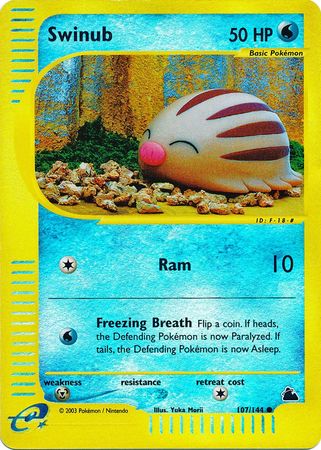 Swinub 50 HP
Basic Pokémon
ID: F-18-#
Ram 10
Freezing Breath Flip a coin. If heads,
the Defending Pokémon is now Paralyzed. If
tails, the Defending Pokémon is now Asleep.
weakness resistance retreat cost
© 2003 Pokémon / Nintendo Illus. Yuka Morii 107/144
e